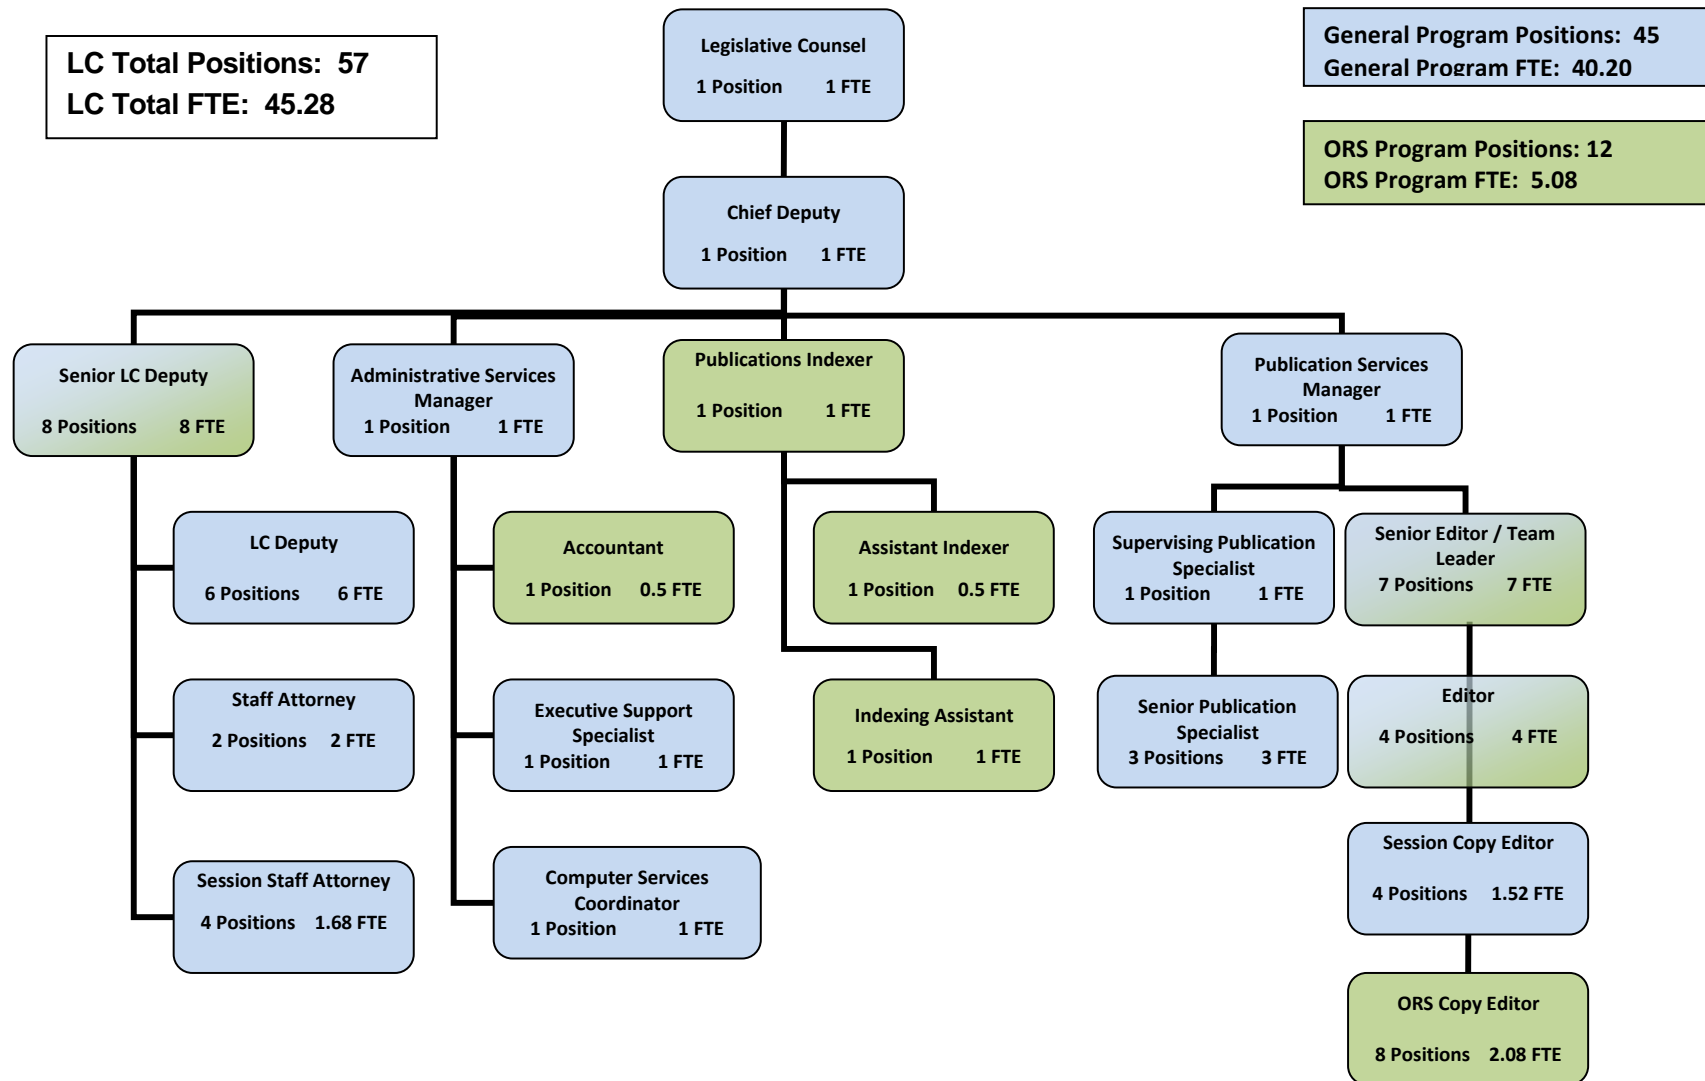 LC Total Positions: 57
LC Total FTE: 45.28
Legislative Counsel
1 Position 1 FTE
General Program Positions: 45
General Program FTE: 40.20
ORS Program Positions: 12
ORS Program FTE: 5.08
Chief Deputy
1 Position 1 FTE
Senior LC Deputy
8 Positions 8 FTE
Administrative Services
Manager
1 Position 1 FTE
Publications Indexer
1 Position 1 FTE
Publication Services
Manager
1 Position 1 FTE
LC Deputy
6 Positions 6 FTE
Accountant
1 Position 0.5 FTE
Assistant Indexer
1 Position 0.5 FTE
Supervising Publication
Specialist
1 Position 1 FTE
Senior Editor / Team
Leader
7 Positions 7 FTE
Staff Attorney
2 Positions 2 FTE
Executive Support
Specialist
1 Position 1 FTE
Indexing Assistant
1 Position 1 FTE
Senior Publication
Specialist
3 Positions 3 FTE
Editor
4 Positions 4 FTE
Session Staff Attorney
4 Positions 1.68 FTE
Computer Services
Coordinator
1 Position 1 FTE
Session Copy Editor
4 Positions 1.52 FTE
ORS Copy Editor
8 Positions 2.08 FTE